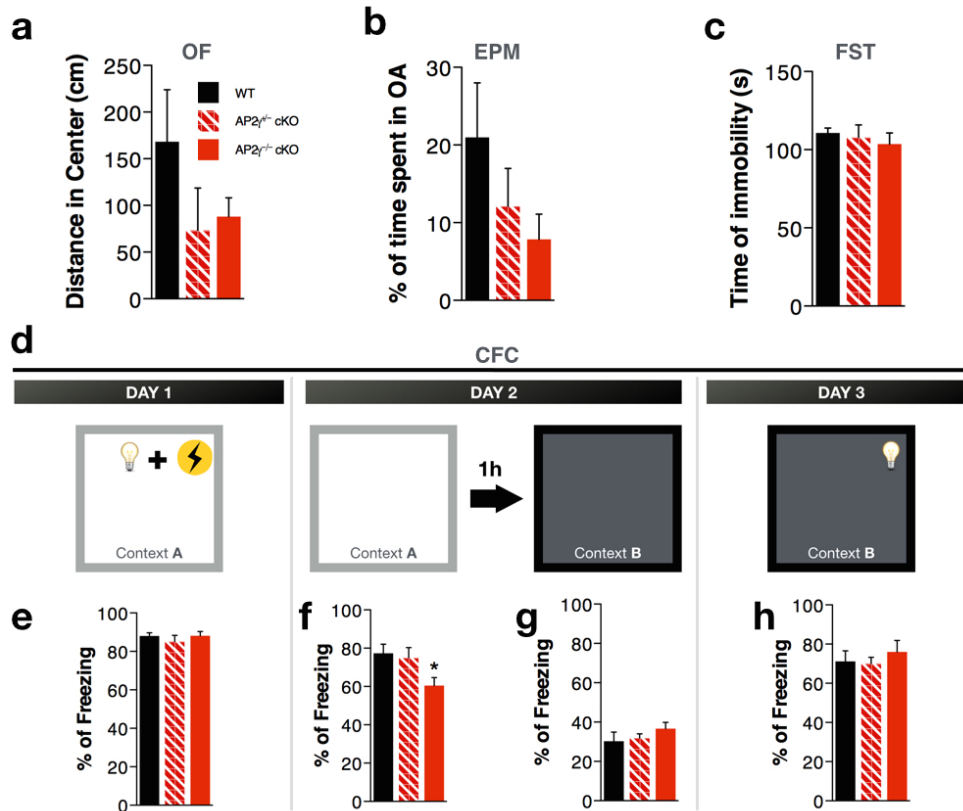 a
OF
Distance in Center (cm)
250
200
150
100
50
0
WT
AP2γ+/− cKO
AP2γ−/− cKO
b
EPM
% of time spent in OA
30
20
10
0
c
FST
Time of immobility (s)
150
100
50
0
d
CFC
DAY 1
DAY 2
DAY 3
+
Context A
Context A
1h
Context B
Context B
e
% of Freezing
100
80
60
40
20
0
f
% of Freezing
100
80
60
40
20
0
*
g
% of Freezing
100
80
60
40
20
0
h
% of Freezing
100
80
60
40
20
0